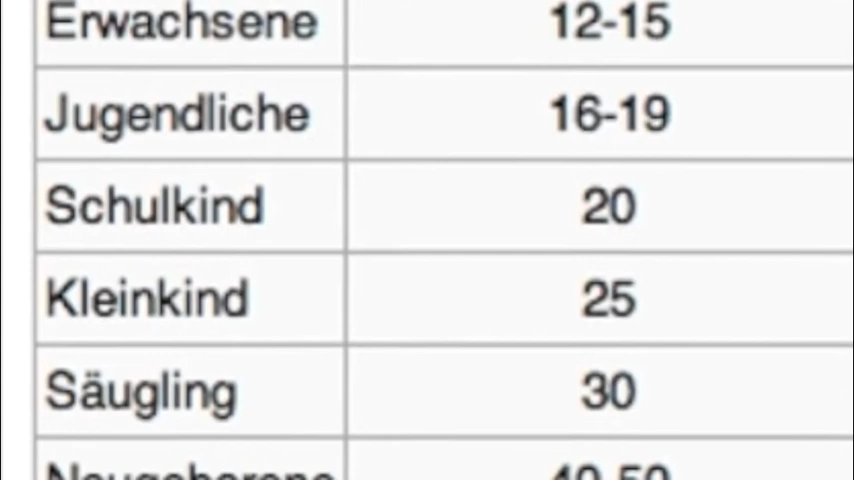 Erwachsene 12-15
Jugendliche 16-19
Schulkind 20
Kleinkind 25
Säugling 30
Neugeborene 40-50